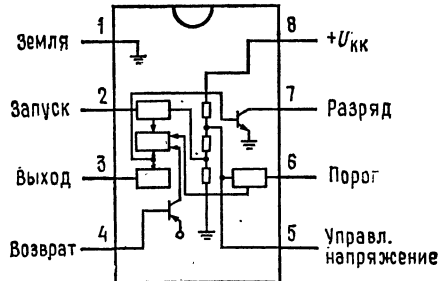 Земля 1
8 +Uкк
Запуск 2
7 Разряд
Выход 3
6 Порог
Возврат 4
5 Управл.
напряжение